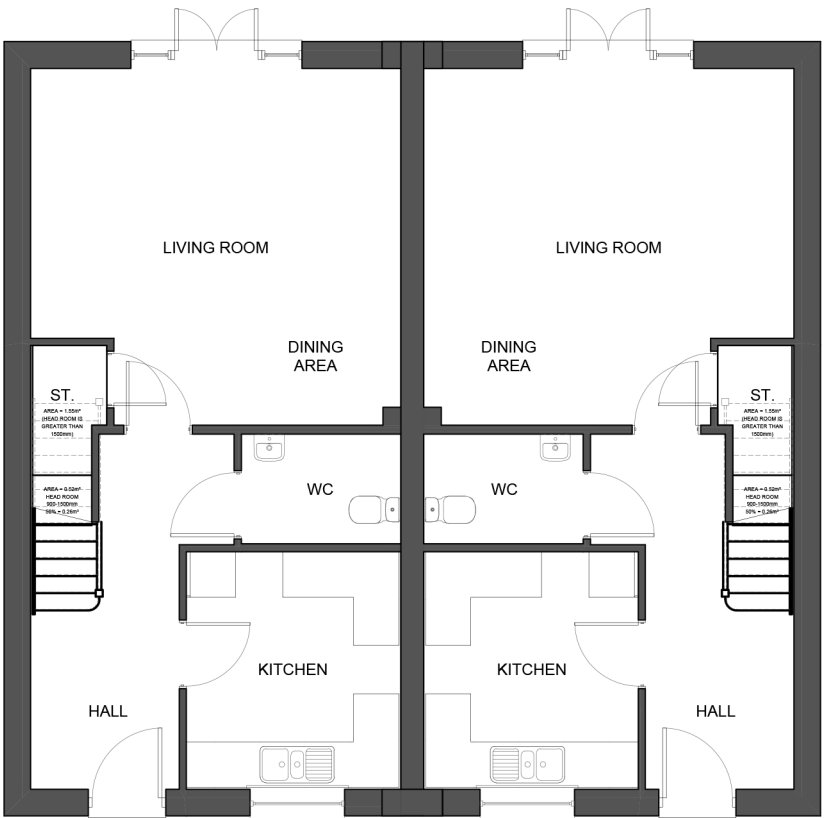 LIVING ROOM
LIVING ROOM
DINING
AREA
DINING
AREA
ST.
AREA = 1.55m²
(HEAD ROOM IS
GREATER THAN
1500mm)
ST.
AREA = 1.55m²
(HEAD ROOM IS
GREATER THAN
1500mm)
AREA = 0.52m²
HEAD ROOM
900-1500mm
50% = 0.26m²
WC
WC
AREA = 0.52m²
HEAD ROOM
900-1500mm
50% = 0.26m²
KITCHEN
KITCHEN
HALL
HALL